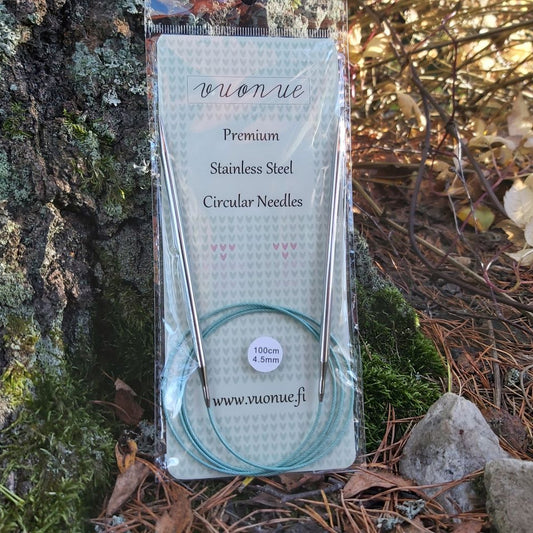 vuonue
Premium
Stainless Steel
Circular Needles
100cm
4.5mm
www.vuonue.fi